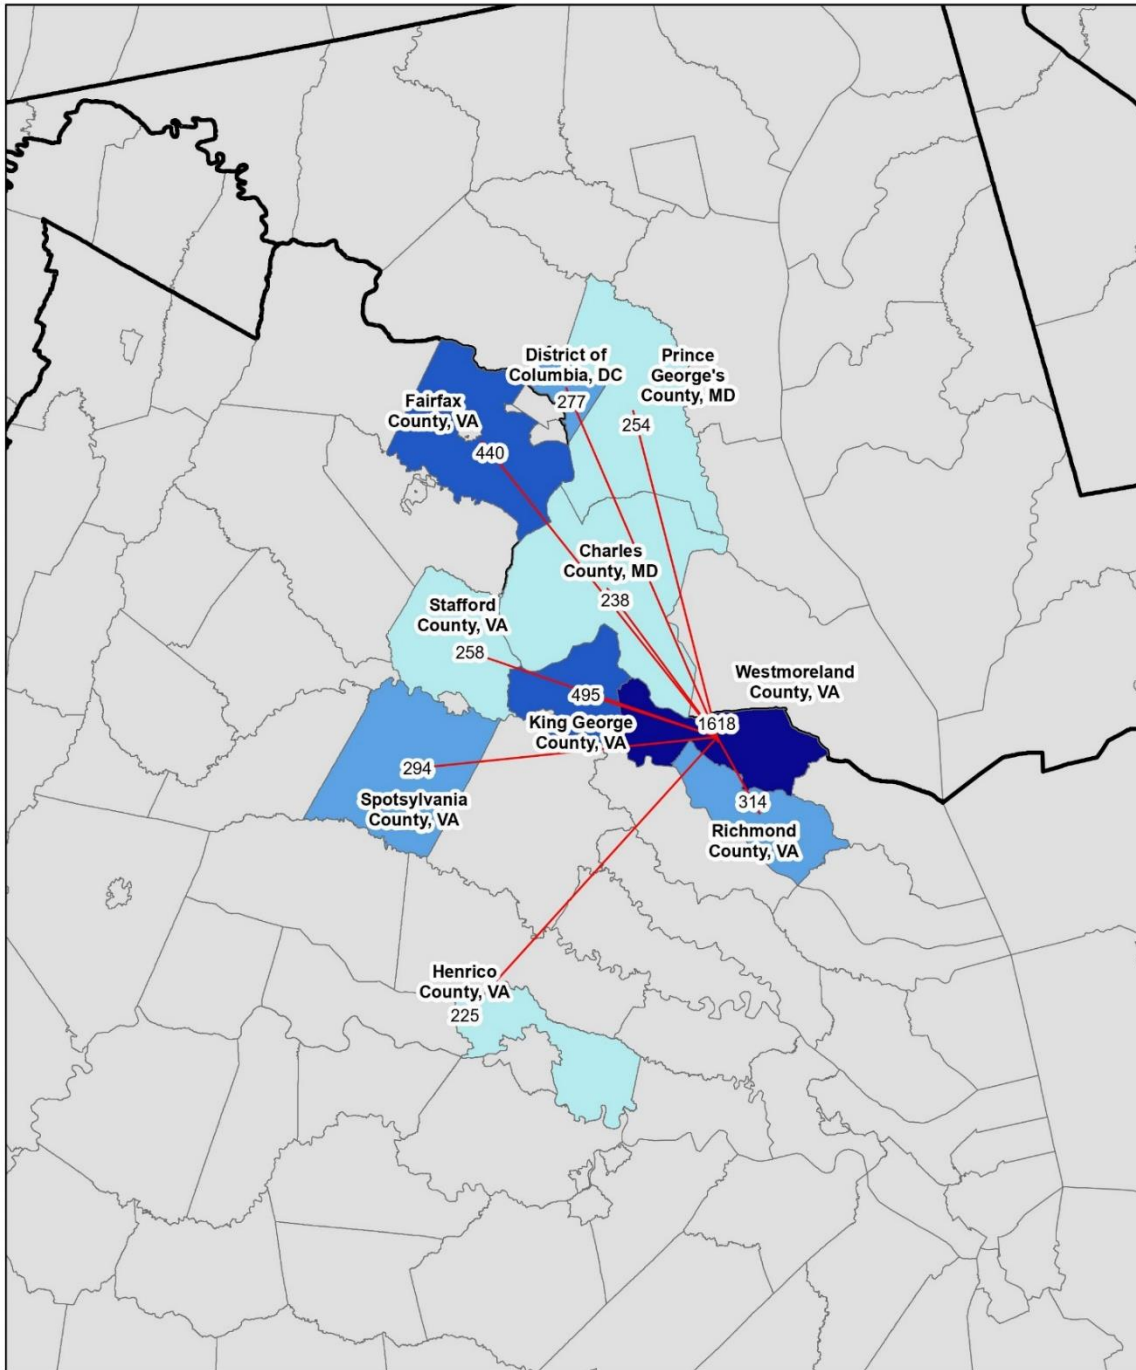 District of
Columbia, DC
277
Prince
George's
County, MD
254
Fairfax
County, VA
440
Charles
County, MD
238
Stafford
County, VA
258
Westmoreland
County, VA
1618
495
King George
County, VA
294
Spotsylvania
County, VA
314
Richmond
County, VA
Henrico
County, VA
225